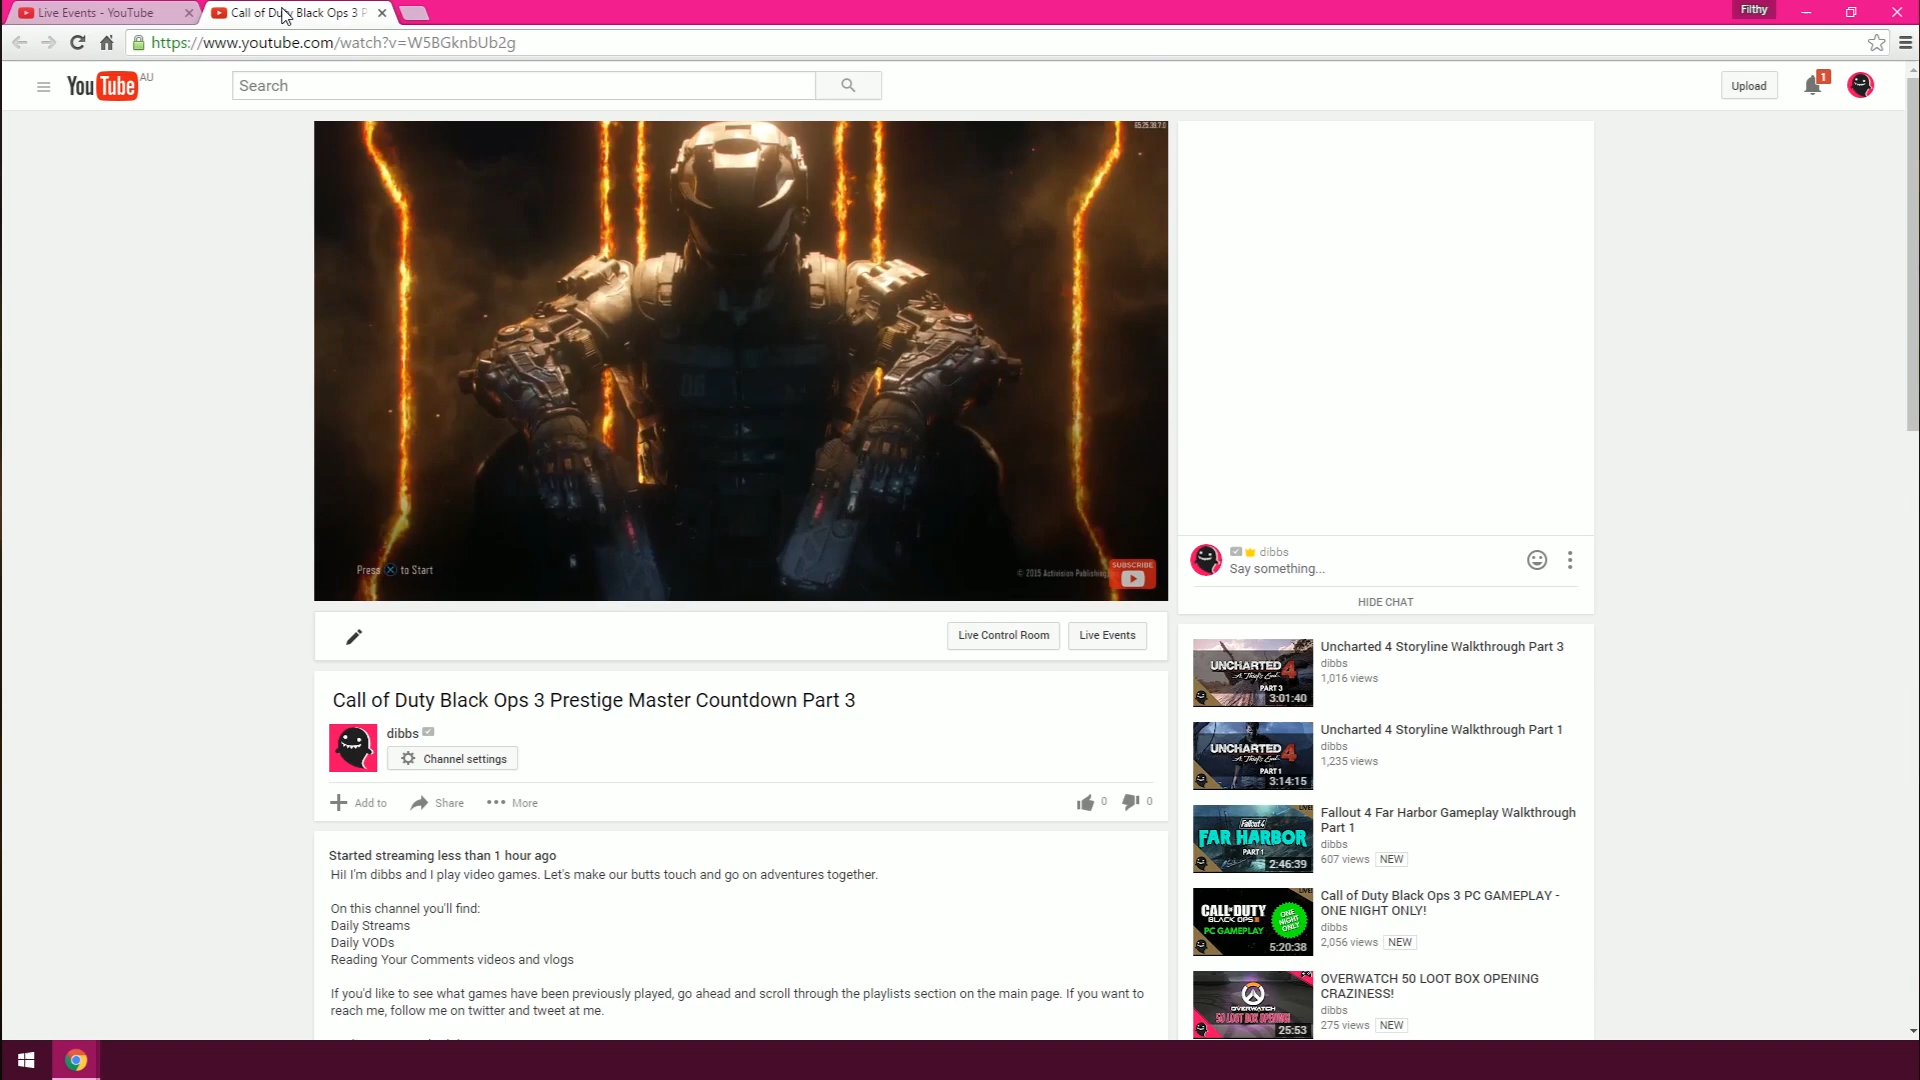 Live Events - YouTube
Call of Duty Black Ops 3 P
Filthy
https://www.youtube.com/watch?v=W5BGknbUb2g
YouTube AU
Search
Upload
1
Press X to Start
© 2015 Activision Publishing
SUBSCRIBE
dibbs
Say something...
HIDE CHAT
Live Control Room
Live Events
Call of Duty Black Ops 3 Prestige Master Countdown Part 3
dibbs
Channel settings
Add to
Share
More
0
0
Started streaming less than 1 hour ago
Hi! I'm dibbs and I play video games. Let's make our butts touch and go on adventures together.
On this channel you'll find:
Daily Streams
Daily VODs
Reading Your Comments videos and vlogs
If you'd like to see what games have been previously played, go ahead and scroll through the playlists section on the main page. If you want to
reach me, follow me on twitter and tweet at me.
UNCHARTED 4
A Thief's End
PART 3
3:01:40
Uncharted 4 Storyline Walkthrough Part 3
dibbs
1,016 views
UNCHARTED 4
A Thief's End
PART 1
3:14:15
Uncharted 4 Storyline Walkthrough Part 1
dibbs
1,235 views
Fallout 4
FAR HARBOR
PART 1
2:46:39
Fallout 4 Far Harbor Gameplay Walkthrough
Part 1
dibbs
607 views NEW
CALL OF DUTY
BLACK OPS III
PC GAMEPLAY
ONE
NIGHT
ONLY!
5:20:38
Call of Duty Black Ops 3 PC GAMEPLAY -
ONE NIGHT ONLY!
dibbs
2,056 views NEW
OVERWATCH
50 LOOT BOX OPENING!
25:53
OVERWATCH 50 LOOT BOX OPENING
CRAZINESS!
dibbs
275 views NEW